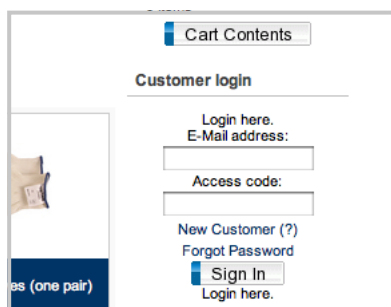 Cart Contents
Customer login
Login here.
E-Mail address:
Access code:
New Customer (?)
Forgot Password
Sign In
Login here.
es (one pair)